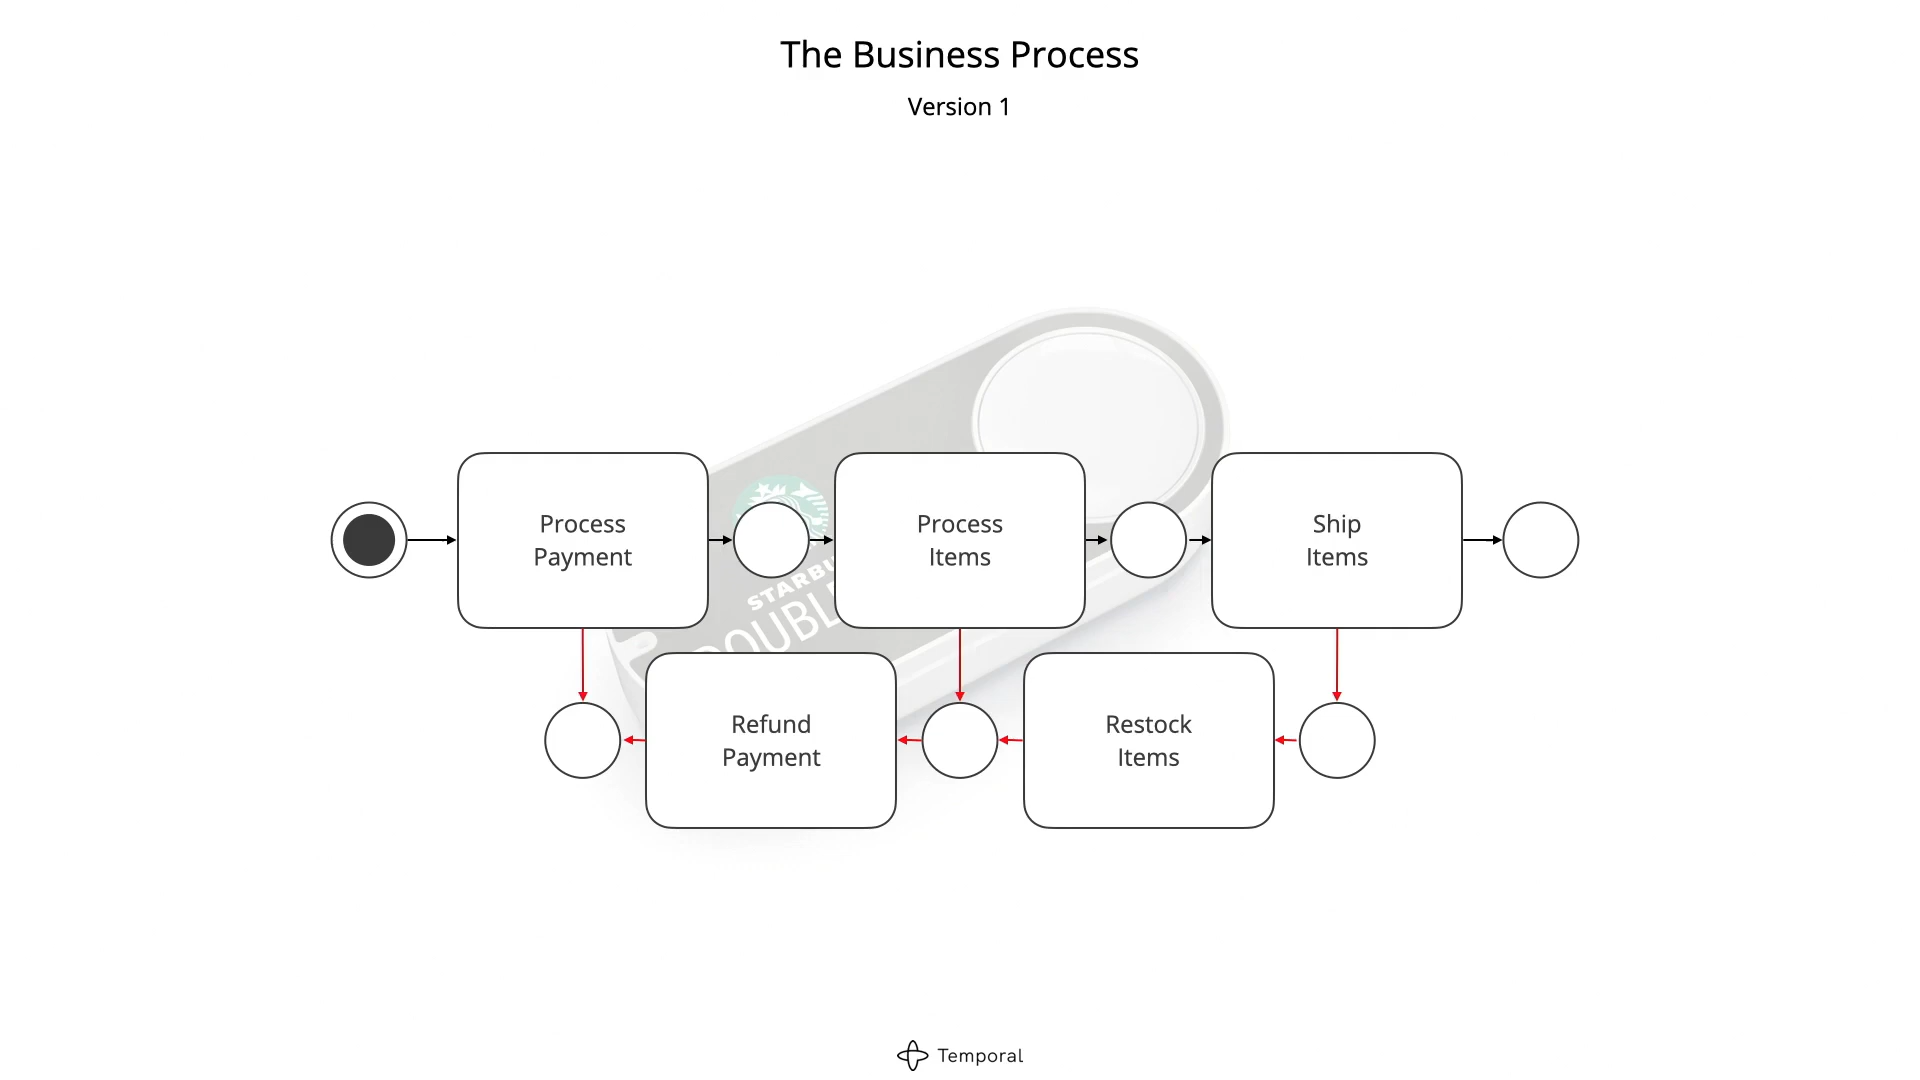 The Business Process
Version 1
Process
Payment
Process
Items
Ship
Items
Refund
Payment
Restock
Items
Temporal